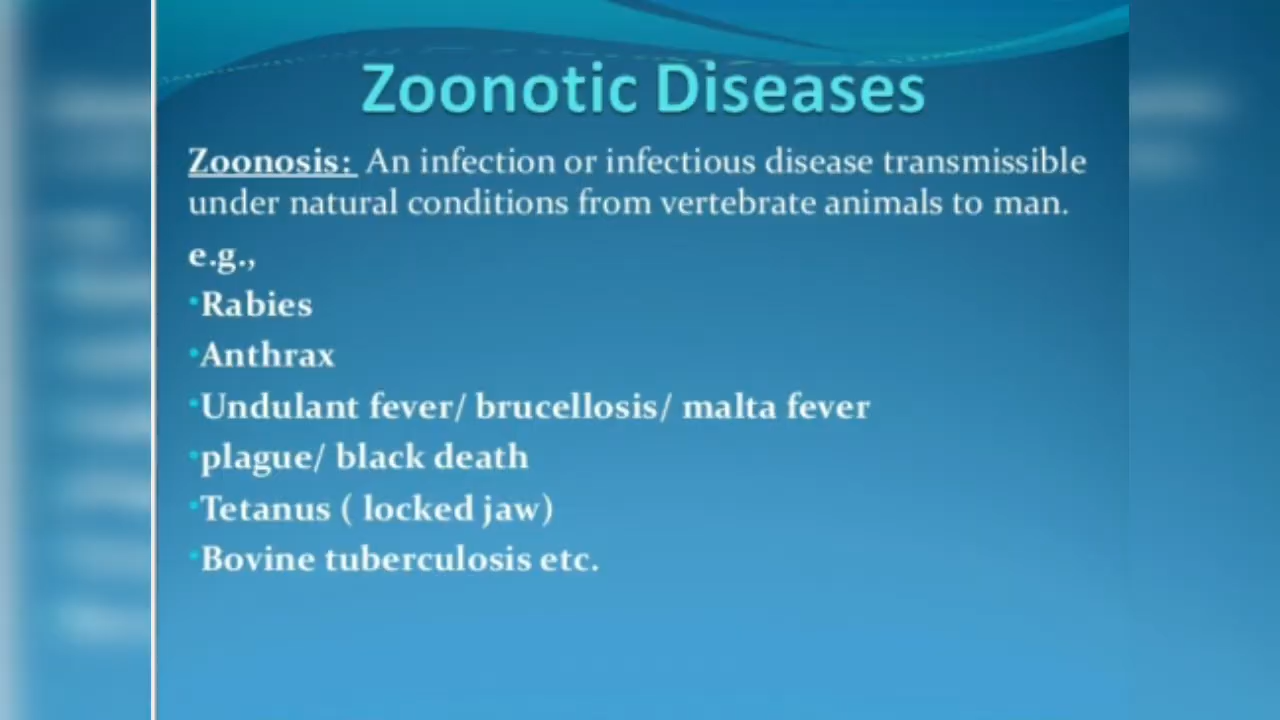 Zoonotic Diseases
Zoonosis: An infection or infectious disease transmissible
under natural conditions from vertebrate animals to man.
e.g.,
•Rabies
•Anthrax
•Undulant fever/ brucellosis/ malta fever
•plague/ black death
•Tetanus ( locked jaw)
•Bovine tuberculosis etc.